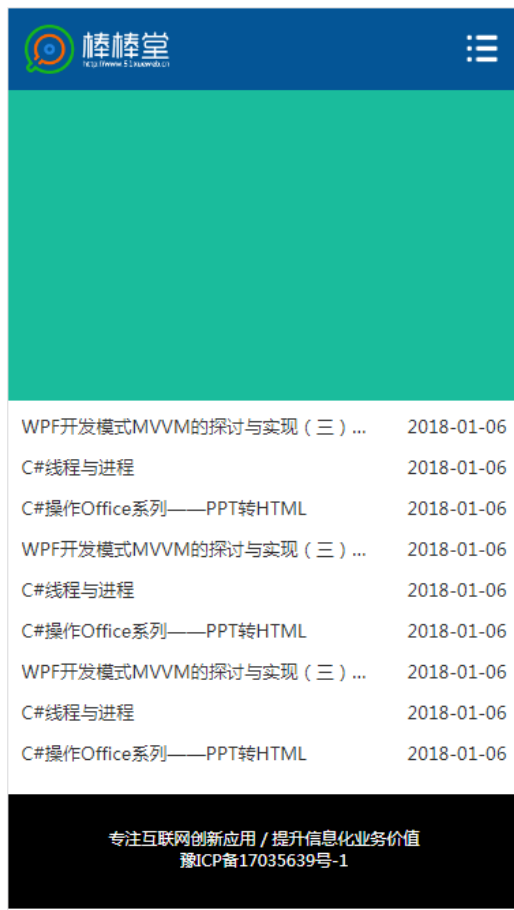 棒棒堂
http://www.51xueweb.cn
WPF开发模式MVVM的探讨与实现（三）... 2018-01-06
C#线程与进程 2018-01-06
C#操作Office系列——PPT转HTML 2018-01-06
WPF开发模式MVVM的探讨与实现（三）... 2018-01-06
C#线程与进程 2018-01-06
C#操作Office系列——PPT转HTML 2018-01-06
WPF开发模式MVVM的探讨与实现（三）... 2018-01-06
C#线程与进程 2018-01-06
C#操作Office系列——PPT转HTML 2018-01-06
专注互联网创新应用 / 提升信息化业务价值
豫ICP备17035639号-1